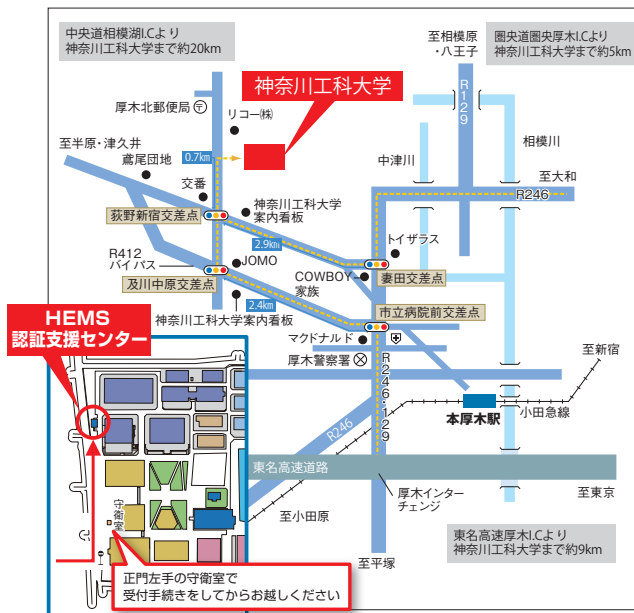 中央道相模湖I.Cより
神奈川工科大学まで約20km
至相模原
・八王子
圏央道圏央厚木I.Cより
神奈川工科大学まで約5km
神奈川工科大学
厚木北郵便局
リコー㈱
R129
相模川
中津川
至半原・津久井
鳶尾団地
0.7km
至大和
R246
交番
神奈川工科大学
案内看板
荻野新宿交差点
2.9km
トイザラス
R412
バイパス
JOMO
COWBOY
家族
妻田交差点
及川中原交差点
2.4km
神奈川工科大学案内看板
市立病院前交差点
HEMS
認証支援センター
マクドナルド
厚木警察署
至新宿
R246・129
本厚木駅
小田急線
R246
東名高速道路
守衛室
厚木インター
チェンジ
至東京
至小田原
東名高速厚木I.Cより
神奈川工科大学まで約9km
至平塚
正門左手の守衛室で
受付手続きをしてからお越しください